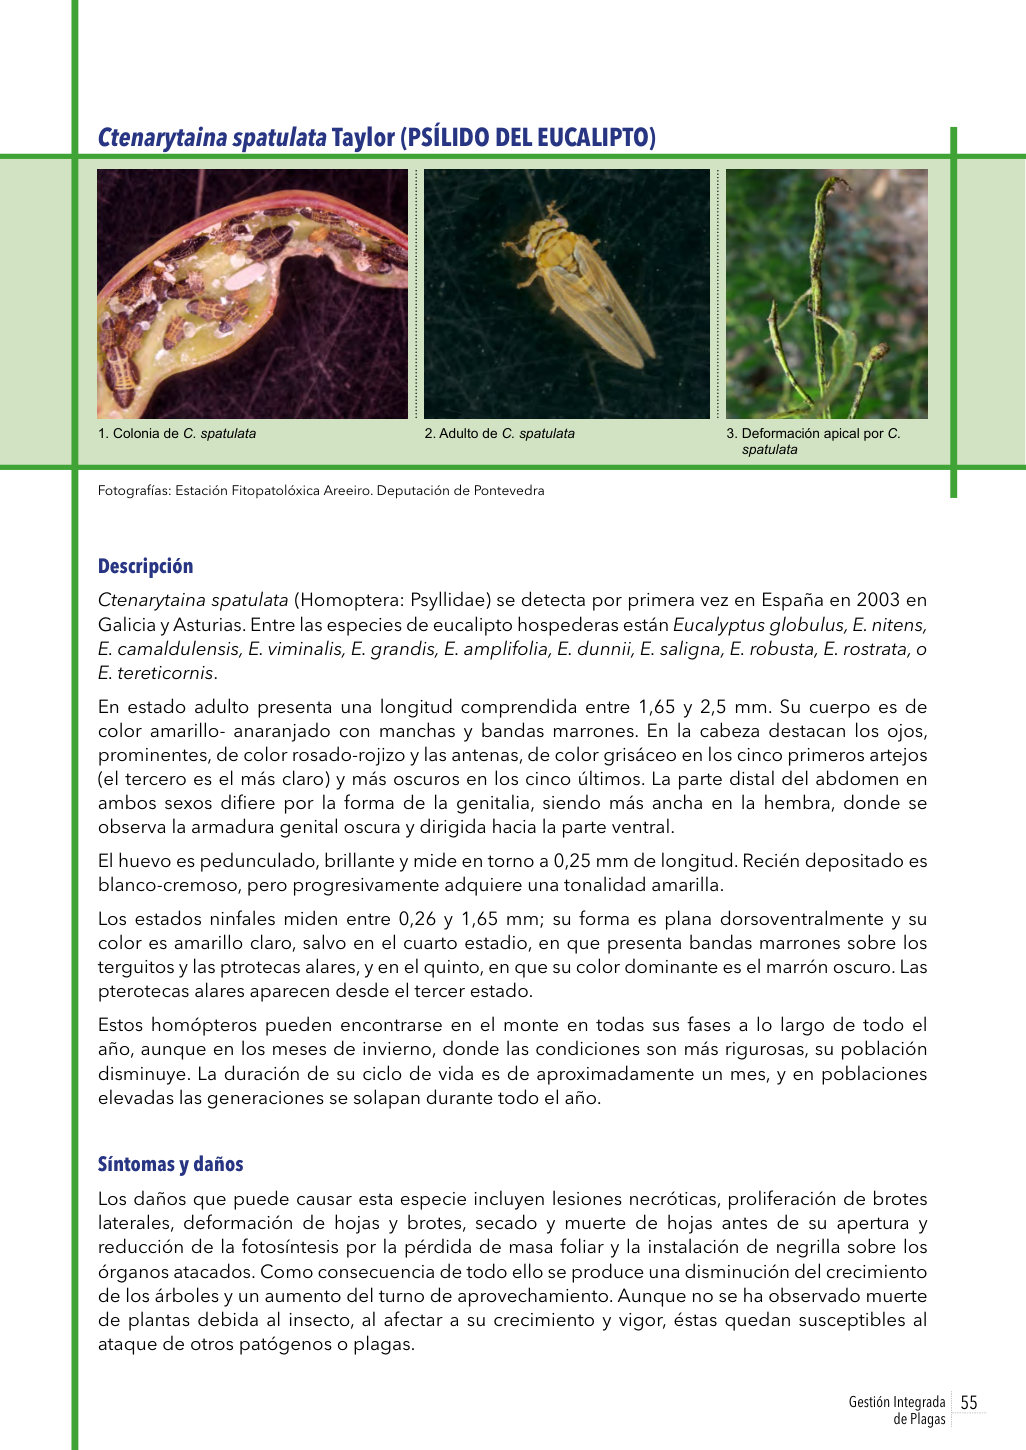 Ctenarytaina spatulata Taylor (PSÍLIDO DEL EUCALIPTO)
1. Colonia de C. spatulata
2. Adulto de C. spatulata
3. Deformación apical por C.
spatulata
Fotografías: Estación Fitopatolóxica Areeiro. Deputación de Pontevedra
Descripción
Ctenarytaina spatulata (Homoptera: Psyllidae) se detecta por primera vez en España en 2003 en
Galicia y Asturias. Entre las especies de eucalipto hospederas están Eucalyptus globulus, E. nitens,
E. camaldulensis, E. viminalis, E. grandis, E. amplifolia, E. dunnii, E. saligna, E. robusta, E. rostrata, o
E. tereticornis.
En estado adulto presenta una longitud comprendida entre 1,65 y 2,5 mm. Su cuerpo es de
color amarillo- anaranjado con manchas y bandas marrones. En la cabeza destacan los ojos,
prominentes, de color rosado-rojizo y las antenas, de color grisáceo en los cinco primeros artejos
(el tercero es el más claro) y más oscuros en los cinco últimos. La parte distal del abdomen en
ambos sexos difiere por la forma de la genitalia, siendo más ancha en la hembra, donde se
observa la armadura genital oscura y dirigida hacia la parte ventral.
El huevo es pedunculado, brillante y mide en torno a 0,25 mm de longitud. Recién depositado es
blanco-cremoso, pero progresivamente adquiere una tonalidad amarilla.
Los estados ninfales miden entre 0,26 y 1,65 mm; su forma es plana dorsoventralmente y su
color es amarillo claro, salvo en el cuarto estadio, en que presenta bandas marrones sobre los
terguitos y las ptrotecas alares, y en el quinto, en que su color dominante es el marrón oscuro. Las
pterotecas alares aparecen desde el tercer estado.
Estos homópteros pueden encontrarse en el monte en todas sus fases a lo largo de todo el
año, aunque en los meses de invierno, donde las condiciones son más rigurosas, su población
disminuye. La duración de su ciclo de vida es de aproximadamente un mes, y en poblaciones
elevadas las generaciones se solapan durante todo el año.
Síntomas y daños
Los daños que puede causar esta especie incluyen lesiones necróticas, proliferación de brotes
laterales, deformación de hojas y brotes, secado y muerte de hojas antes de su apertura y
reducción de la fotosíntesis por la pérdida de masa foliar y la instalación de negrilla sobre los
órganos atacados. Como consecuencia de todo ello se produce una disminución del crecimiento
de los árboles y un aumento del turno de aprovechamiento. Aunque no se ha observado muerte
de plantas debida al insecto, al afectar a su crecimiento y vigor, éstas quedan susceptibles al
ataque de otros patógenos o plagas.
Gestión Integrada
de Plagas
55